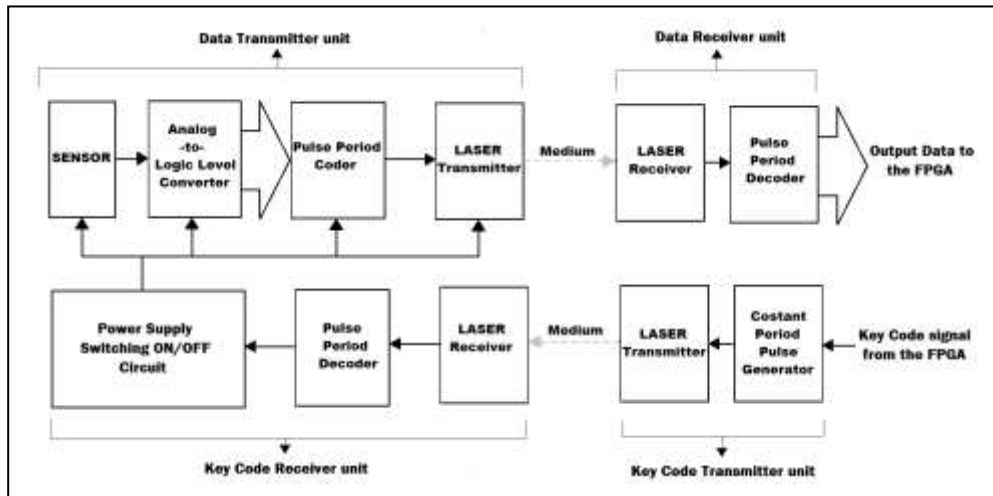 Data Transmitter unit
Data Receiver unit
SENSOR
Analog
-to-
Logic Level
Converter
Pulse Period
Coder
LASER
Transmitter
Medium
LASER
Receiver
Pulse
Period
Decoder
Output Data to
the FPGA
Power Supply
Switching ON/OFF
Circuit
Pulse
Period
Decoder
LASER
Receiver
Medium
LASER
Transmitter
Costant
Period
Pulse
Generator
Key Code signal
from the FPGA
Key Code Receiver unit
Key Code Transmitter unit